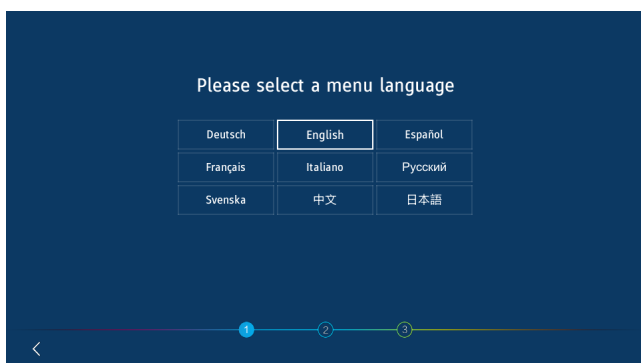 Please select a menu language
Deutsch English Español
Français Italiano Русский
Svenska 中文 日本語
1 2 3